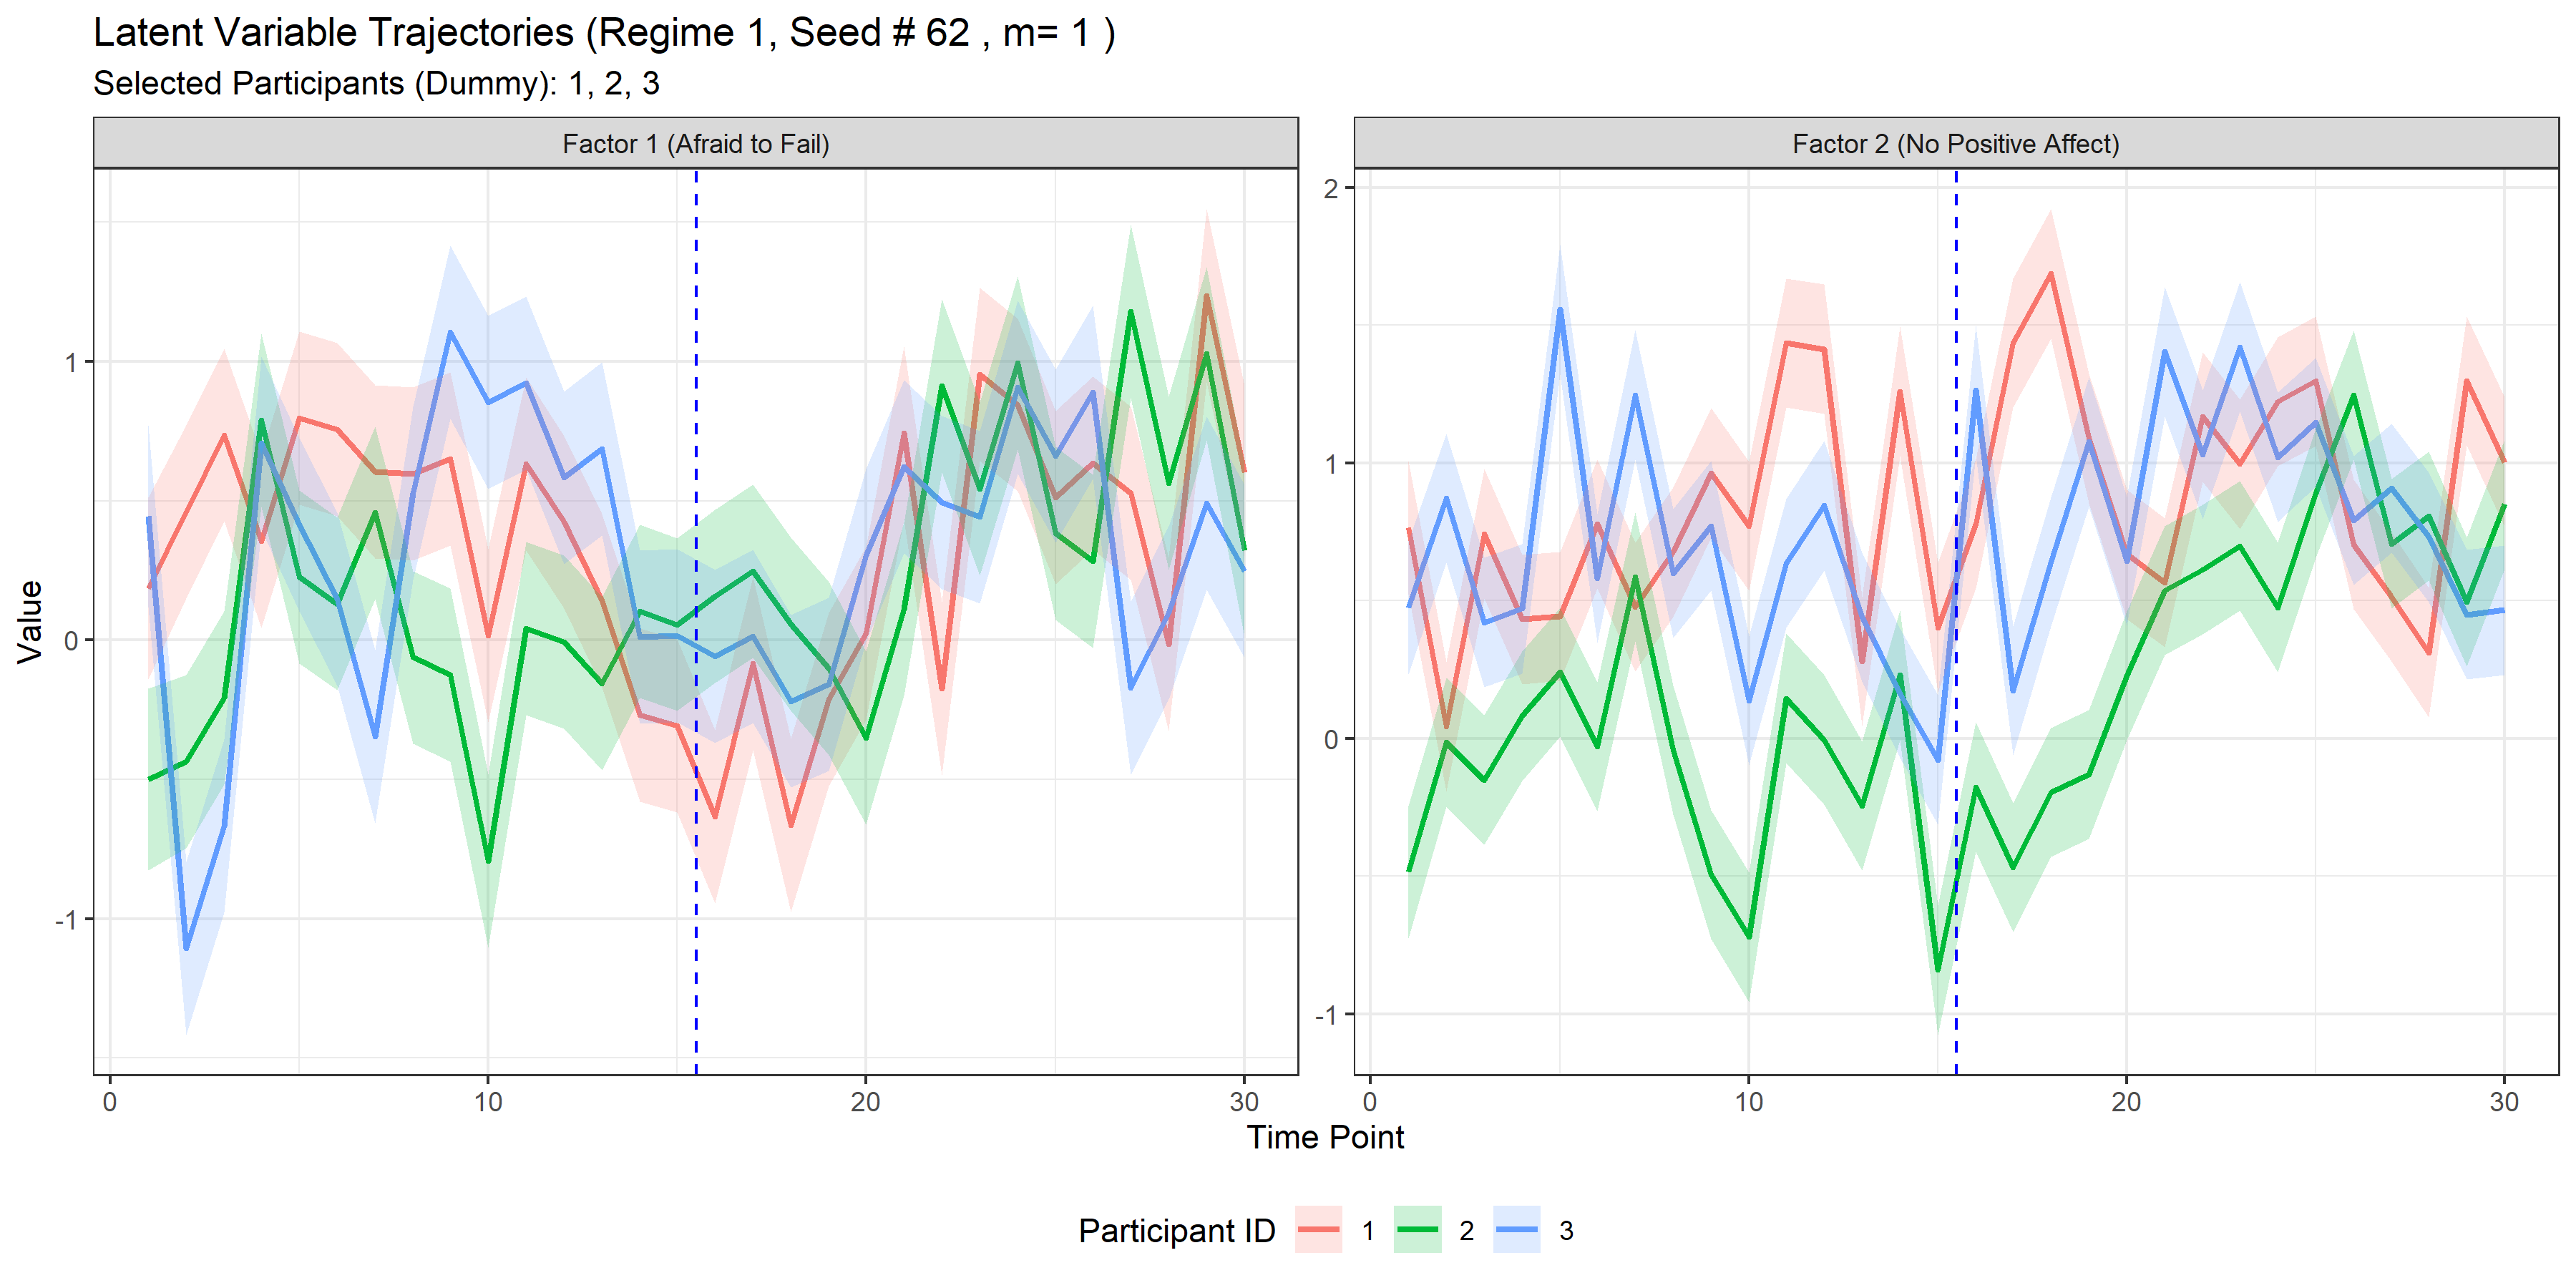 Latent Variable Trajectories (Regime 1, Seed # 62 , m= 1 )
Selected Participants (Dummy): 1, 2, 3
Factor 1 (Afraid to Fail)
Factor 2 (No Positive Affect)
Value
1
0
-1
2
1
0
-1
0 10 20 30
0 10 20 30
Time Point
Participant ID 1 2 3